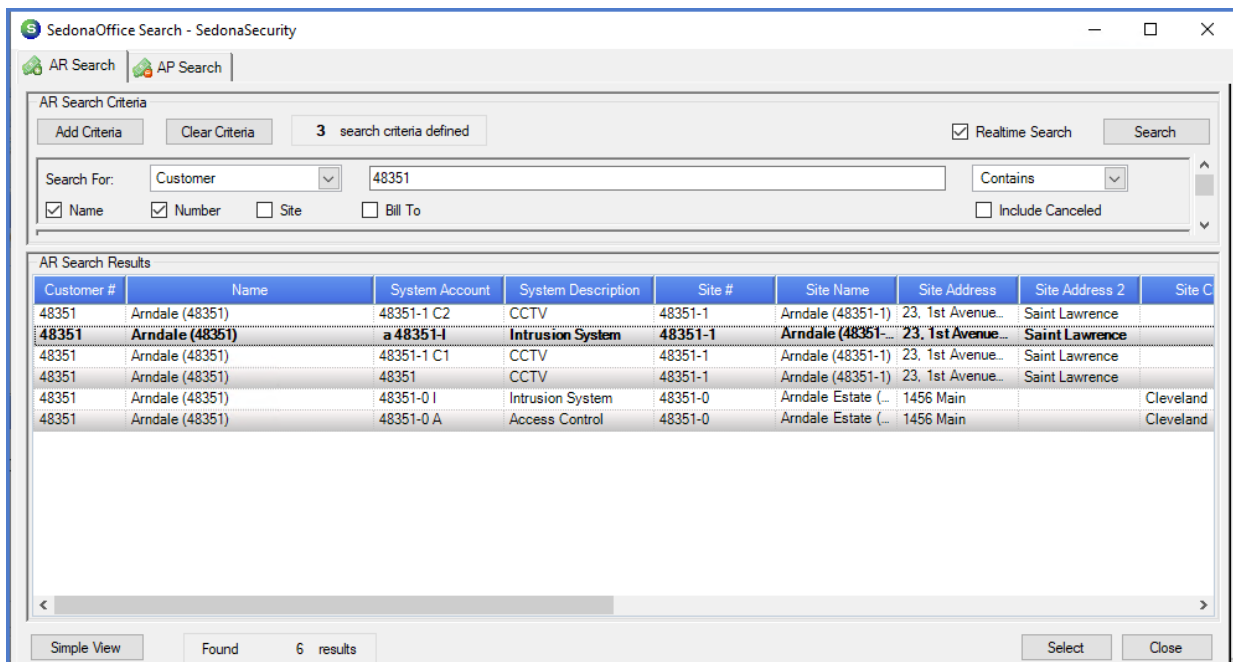 SedonaOffice Search - SedonaSecurity
AR Search AP Search
AR Search Criteria
Add Criteria Clear Criteria 3 search criteria defined Realtime Search Search
Search For: Customer 48351 Contains
Name Number Site Bill To Include Canceled
AR Search Results
Customer # Name System Account System Description Site # Site Name Site Address Site Address 2 Site C
48351 Arndale (48351) 48351-1 C2 CCTV 48351-1 Arndale (48351-1) 23, 1st Avenue... Saint Lawrence
48351 Arndale (48351) a 48351-I Intrusion System 48351-1 Arndale (48351-... 23, 1st Avenue... Saint Lawrence
48351 Arndale (48351) 48351-1 C1 CCTV 48351-1 Arndale (48351-1) 23, 1st Avenue... Saint Lawrence
48351 Arndale (48351) 48351 CCTV 48351-1 Arndale (48351-1) 23, 1st Avenue... Saint Lawrence
48351 Arndale (48351) 48351-0 I Intrusion System 48351-0 Arndale Estate (... 1456 Main Cleveland
48351 Arndale (48351) 48351-0 A Access Control 48351-0 Arndale Estate (... 1456 Main Cleveland
Simple View Found 6 results Select Close